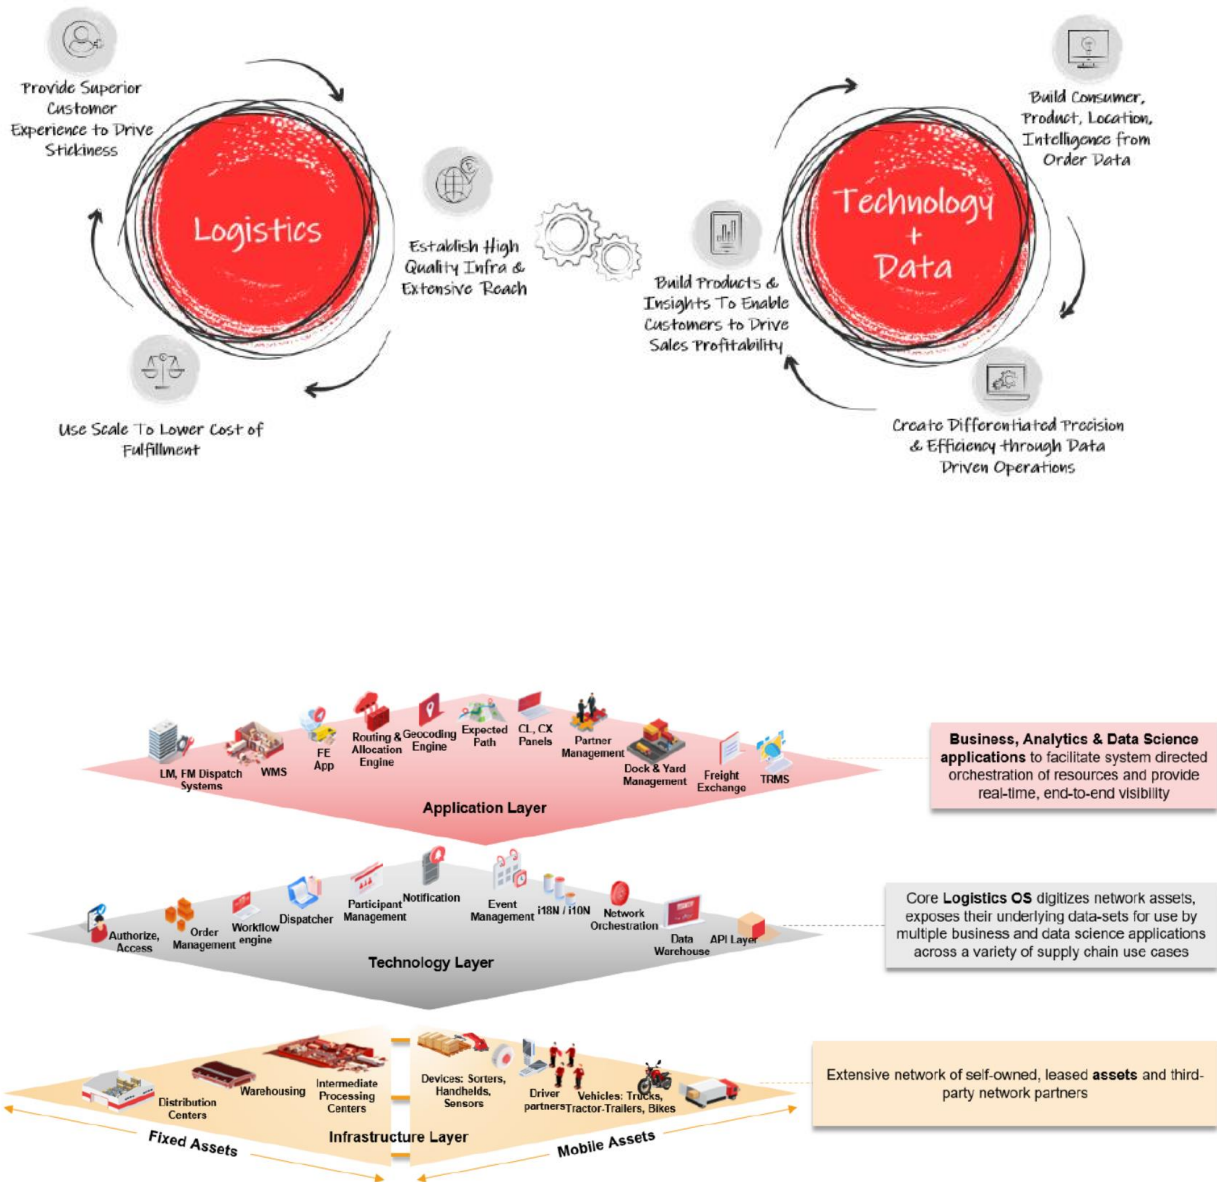 Provide Superior
Customer
Experience to Drive
Stickiness
Logistics
Establish High
Quality Infra &
Extensive Reach
Use Scale To Lower Cost of
Fulfillment
Technology
+
Data
Build Consumer,
Product, Location,
Intelligence from
Order Data
Build Products &
Insights To Enable
Customers to Drive
Sales Profitability
Create Differentiated Precision
& Efficiency through Data
Driven Operations
LM, FM Dispatch
Systems
WMS
FE
App
Routing &
Allocation
Engine
Geocoding
Engine
Expected
Path
CL, CX
Panels
Partner
Management
Dock & Yard
Management
Freight
Exchange
TRMS
Application Layer
Business, Analytics & Data Science
applications to facilitate system directed
orchestration of resources and provide
real-time, end-to-end visibility
Authorize,
Access
Order
Management
Workflow
engine
Dispatcher
Participant
Management
Notification
Event
Management
i18N / i10N
Network
Orchestration
Data
Warehouse
API Layer
Technology Layer
Core Logistics OS digitizes network assets,
exposes their underlying data-sets for use by
multiple business and data science applications
across a variety of supply chain use cases
Distribution
Centers
Warehousing
Intermediate
Processing
Centers
Devices: Sorters,
Handhelds,
Sensors
Driver
partners
Vehicles: Trucks,
Tractor-Trailers, Bikes
Fixed Assets
Infrastructure Layer
Mobile Assets
Extensive network of self-owned, leased assets and third-
party network partners